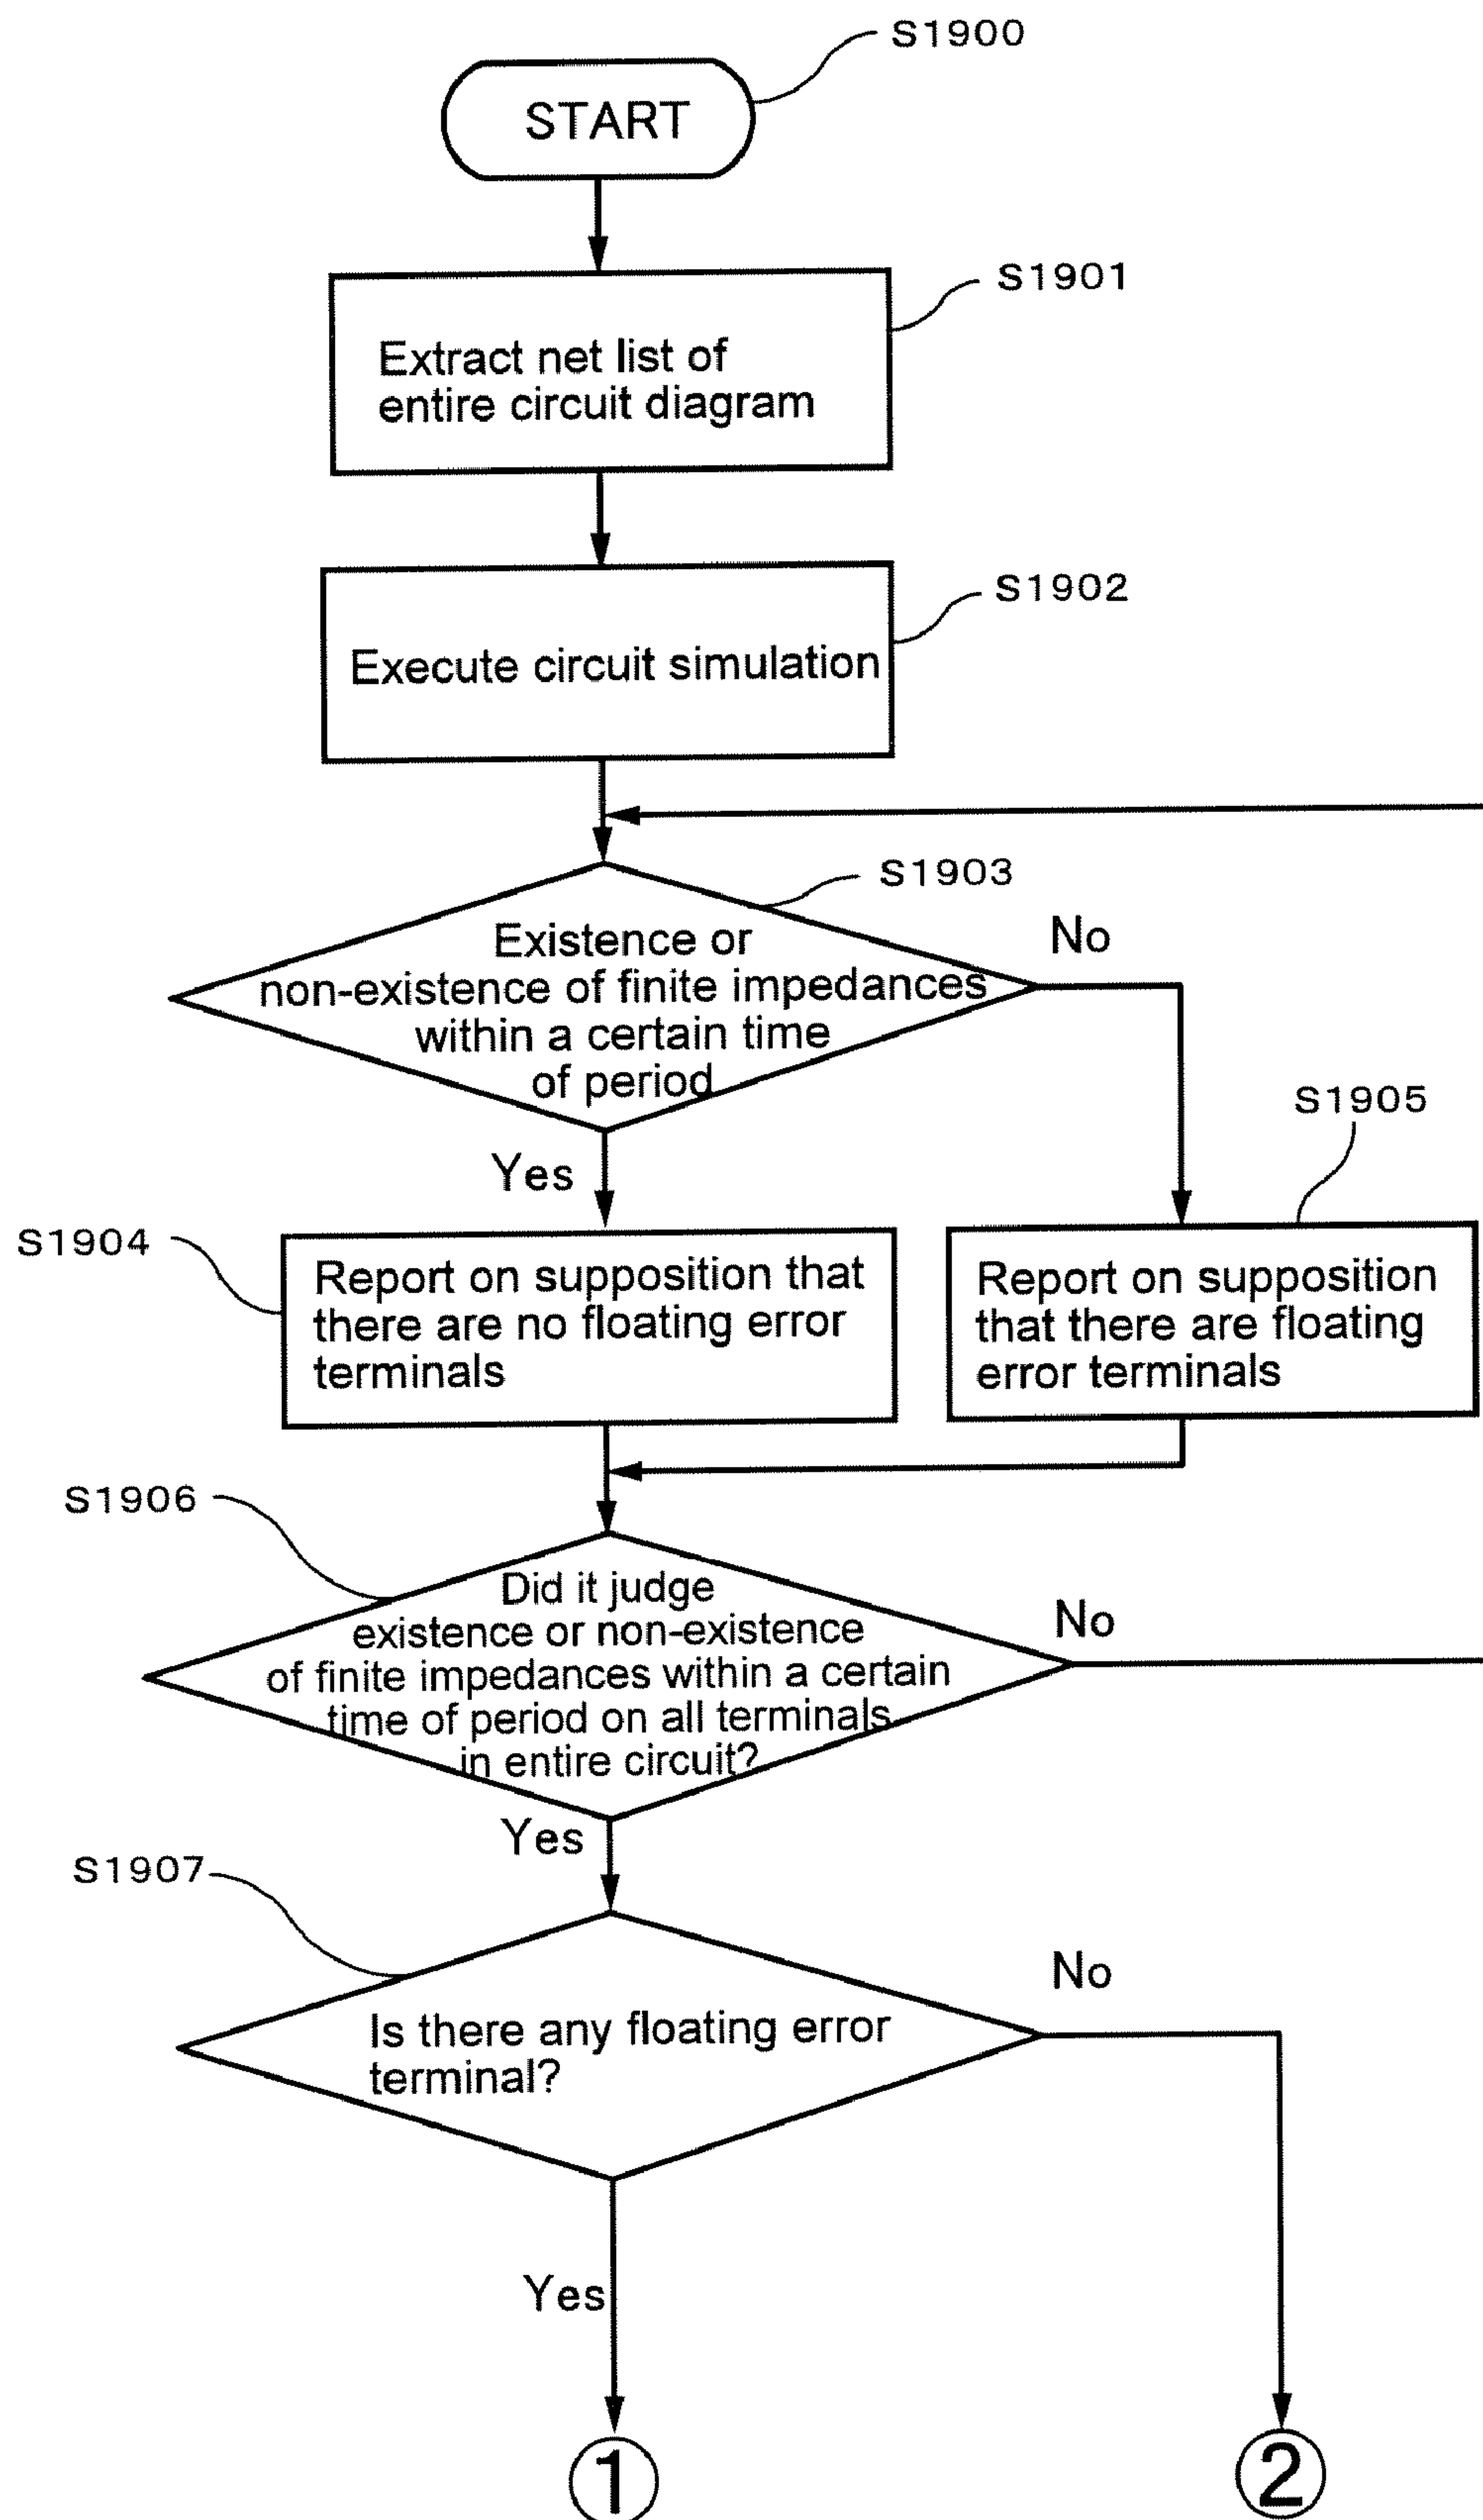 S1900
START
S1901
Extract net list of
entire circuit diagram
S1902
Execute circuit simulation
S1903
Existence or
non-existence of finite impedances
within a certain time
of period
No
Yes
S1904
Report on supposition that
there are no floating error
terminals
S1905
Report on supposition
that there are floating
error terminals
S1906
Did it judge
existence or non-existence
of finite impedances within a certain
time of period on all terminals
in entire circuit?
No
Yes
S1907
Is there any floating error
terminal?
No
Yes
1
2